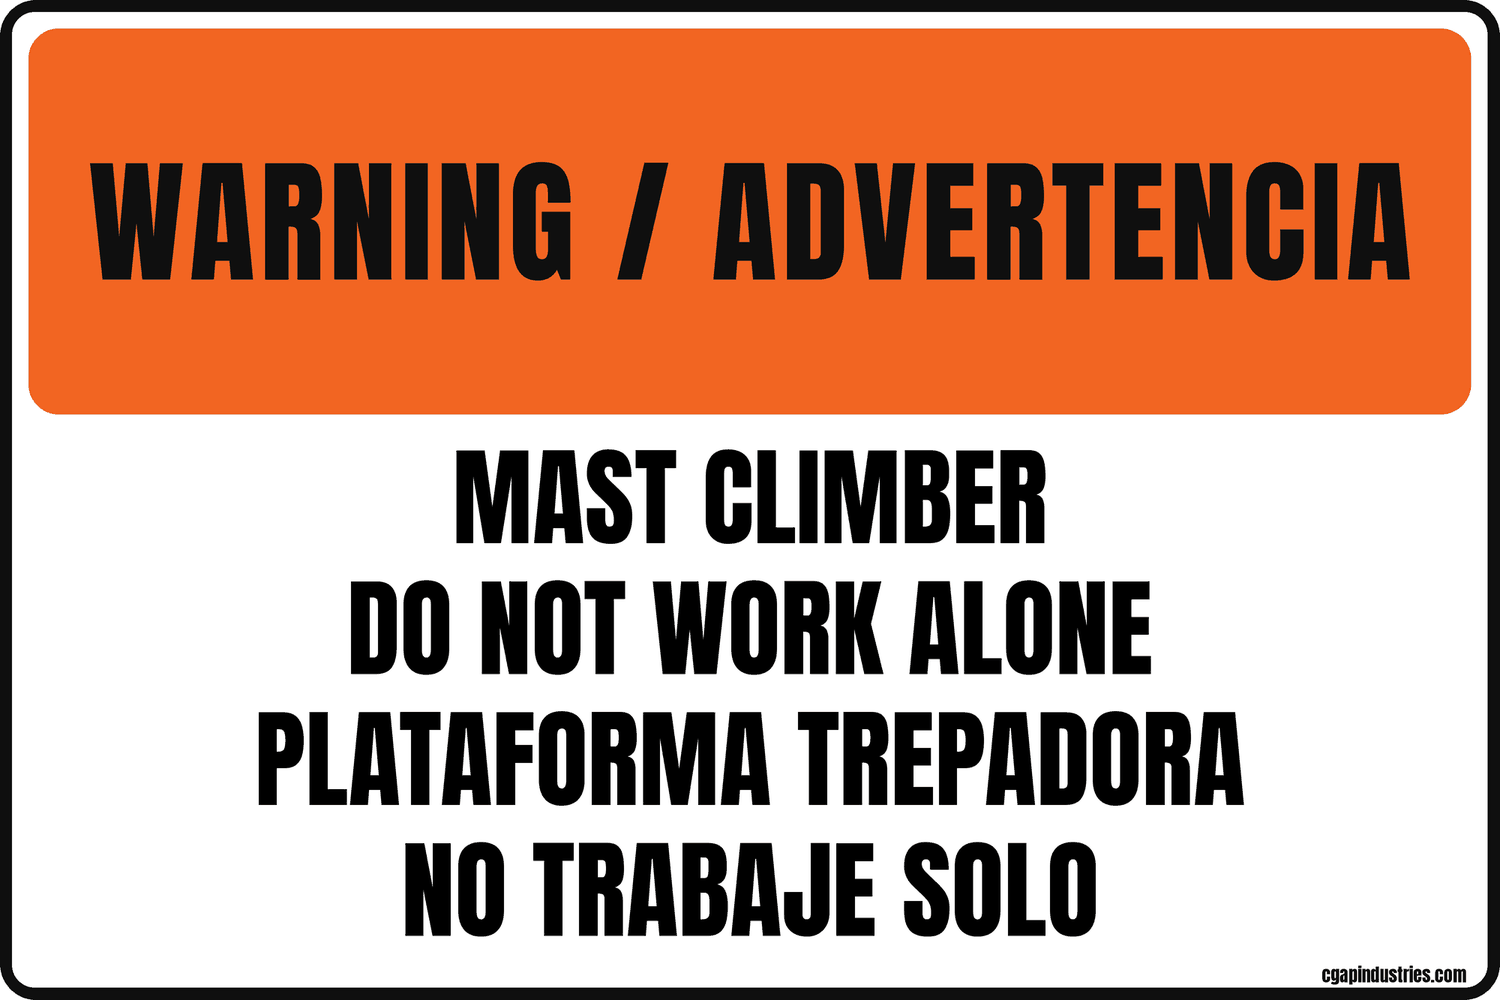 WARNING / ADVERTENCIA
MAST CLIMBER
DO NOT WORK ALONE
PLATAFORMA TREPADORA
NO TRABAJE SOLO
cgapindustries.com